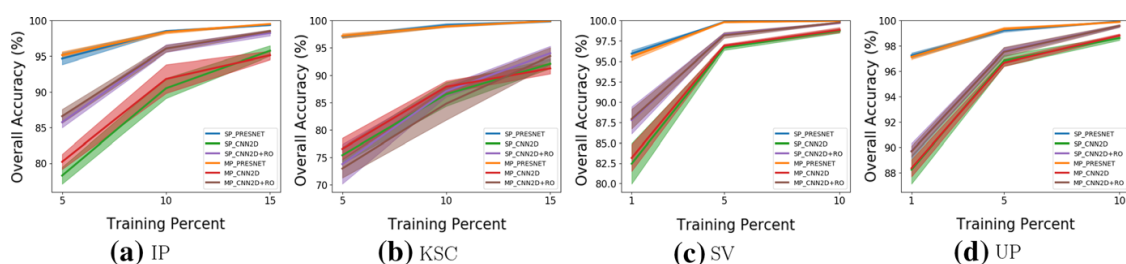 Overall Accuracy (%)
100
95
90
85
80
5
10
15
SP_PRESNET
SP_CNN2D
SP_CNN2D+RO
MP_PRESNET
MP_CNN2D
MP_CNN2D+RO
Training Percent
(a) IP
Overall Accuracy (%)
100
95
90
85
80
75
70
5
10
15
SP_PRESNET
SP_CNN2D
SP_CNN2D+RO
MP_PRESNET
MP_CNN2D
MP_CNN2D+RO
Training Percent
(b) KSC
Overall Accuracy (%)
100.0
97.5
95.0
92.5
90.0
87.5
85.0
82.5
80.0
1
5
10
SP_PRESNET
SP_CNN2D
SP_CNN2D+RO
MP_PRESNET
MP_CNN2D
MP_CNN2D+RO
Training Percent
(c) SV
Overall Accuracy (%)
100
98
96
94
92
90
88
1
5
10
SP_PRESNET
SP_CNN2D
SP_CNN2D+RO
MP_PRESNET
MP_CNN2D
MP_CNN2D+RO
Training Percent
(d) UP